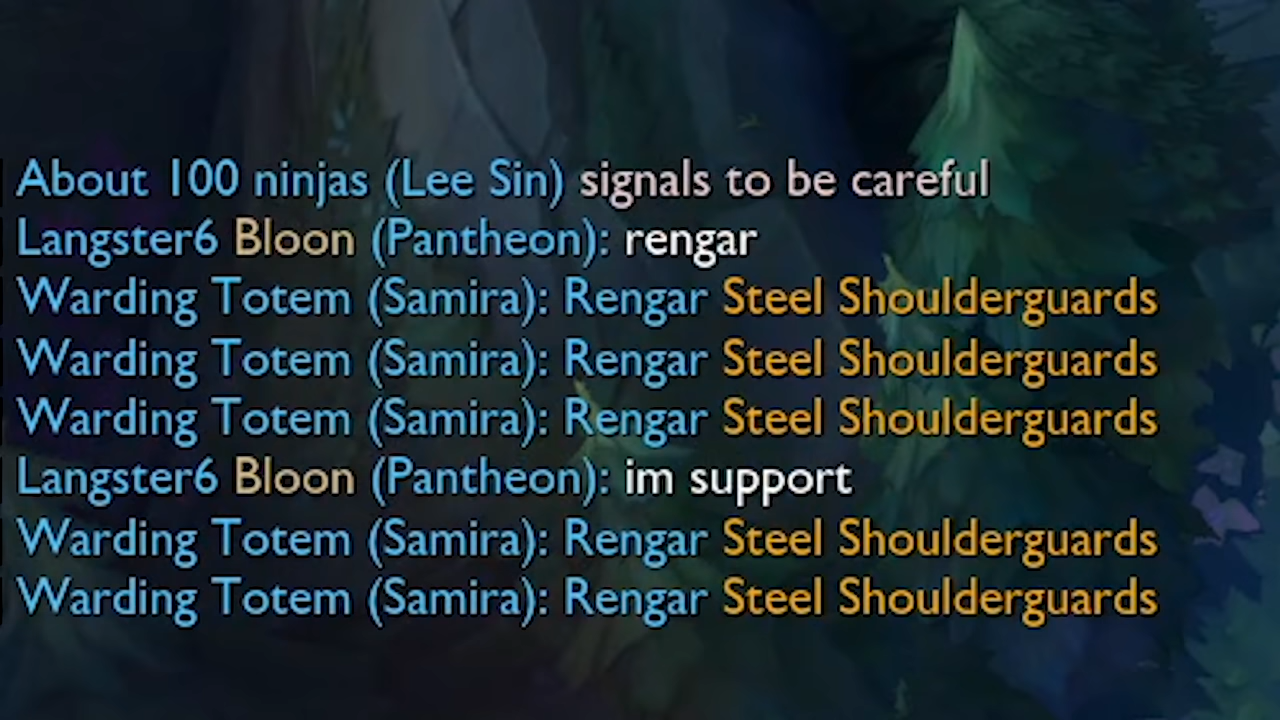 About 100 ninjas (Lee Sin) signals to be careful
Langster6 Bloon (Pantheon): rengar
Warding Totem (Samira): Rengar Steel Shoulderguards
Warding Totem (Samira): Rengar Steel Shoulderguards
Warding Totem (Samira): Rengar Steel Shoulderguards
Langster6 Bloon (Pantheon): im support
Warding Totem (Samira): Rengar Steel Shoulderguards
Warding Totem (Samira): Rengar Steel Shoulderguards